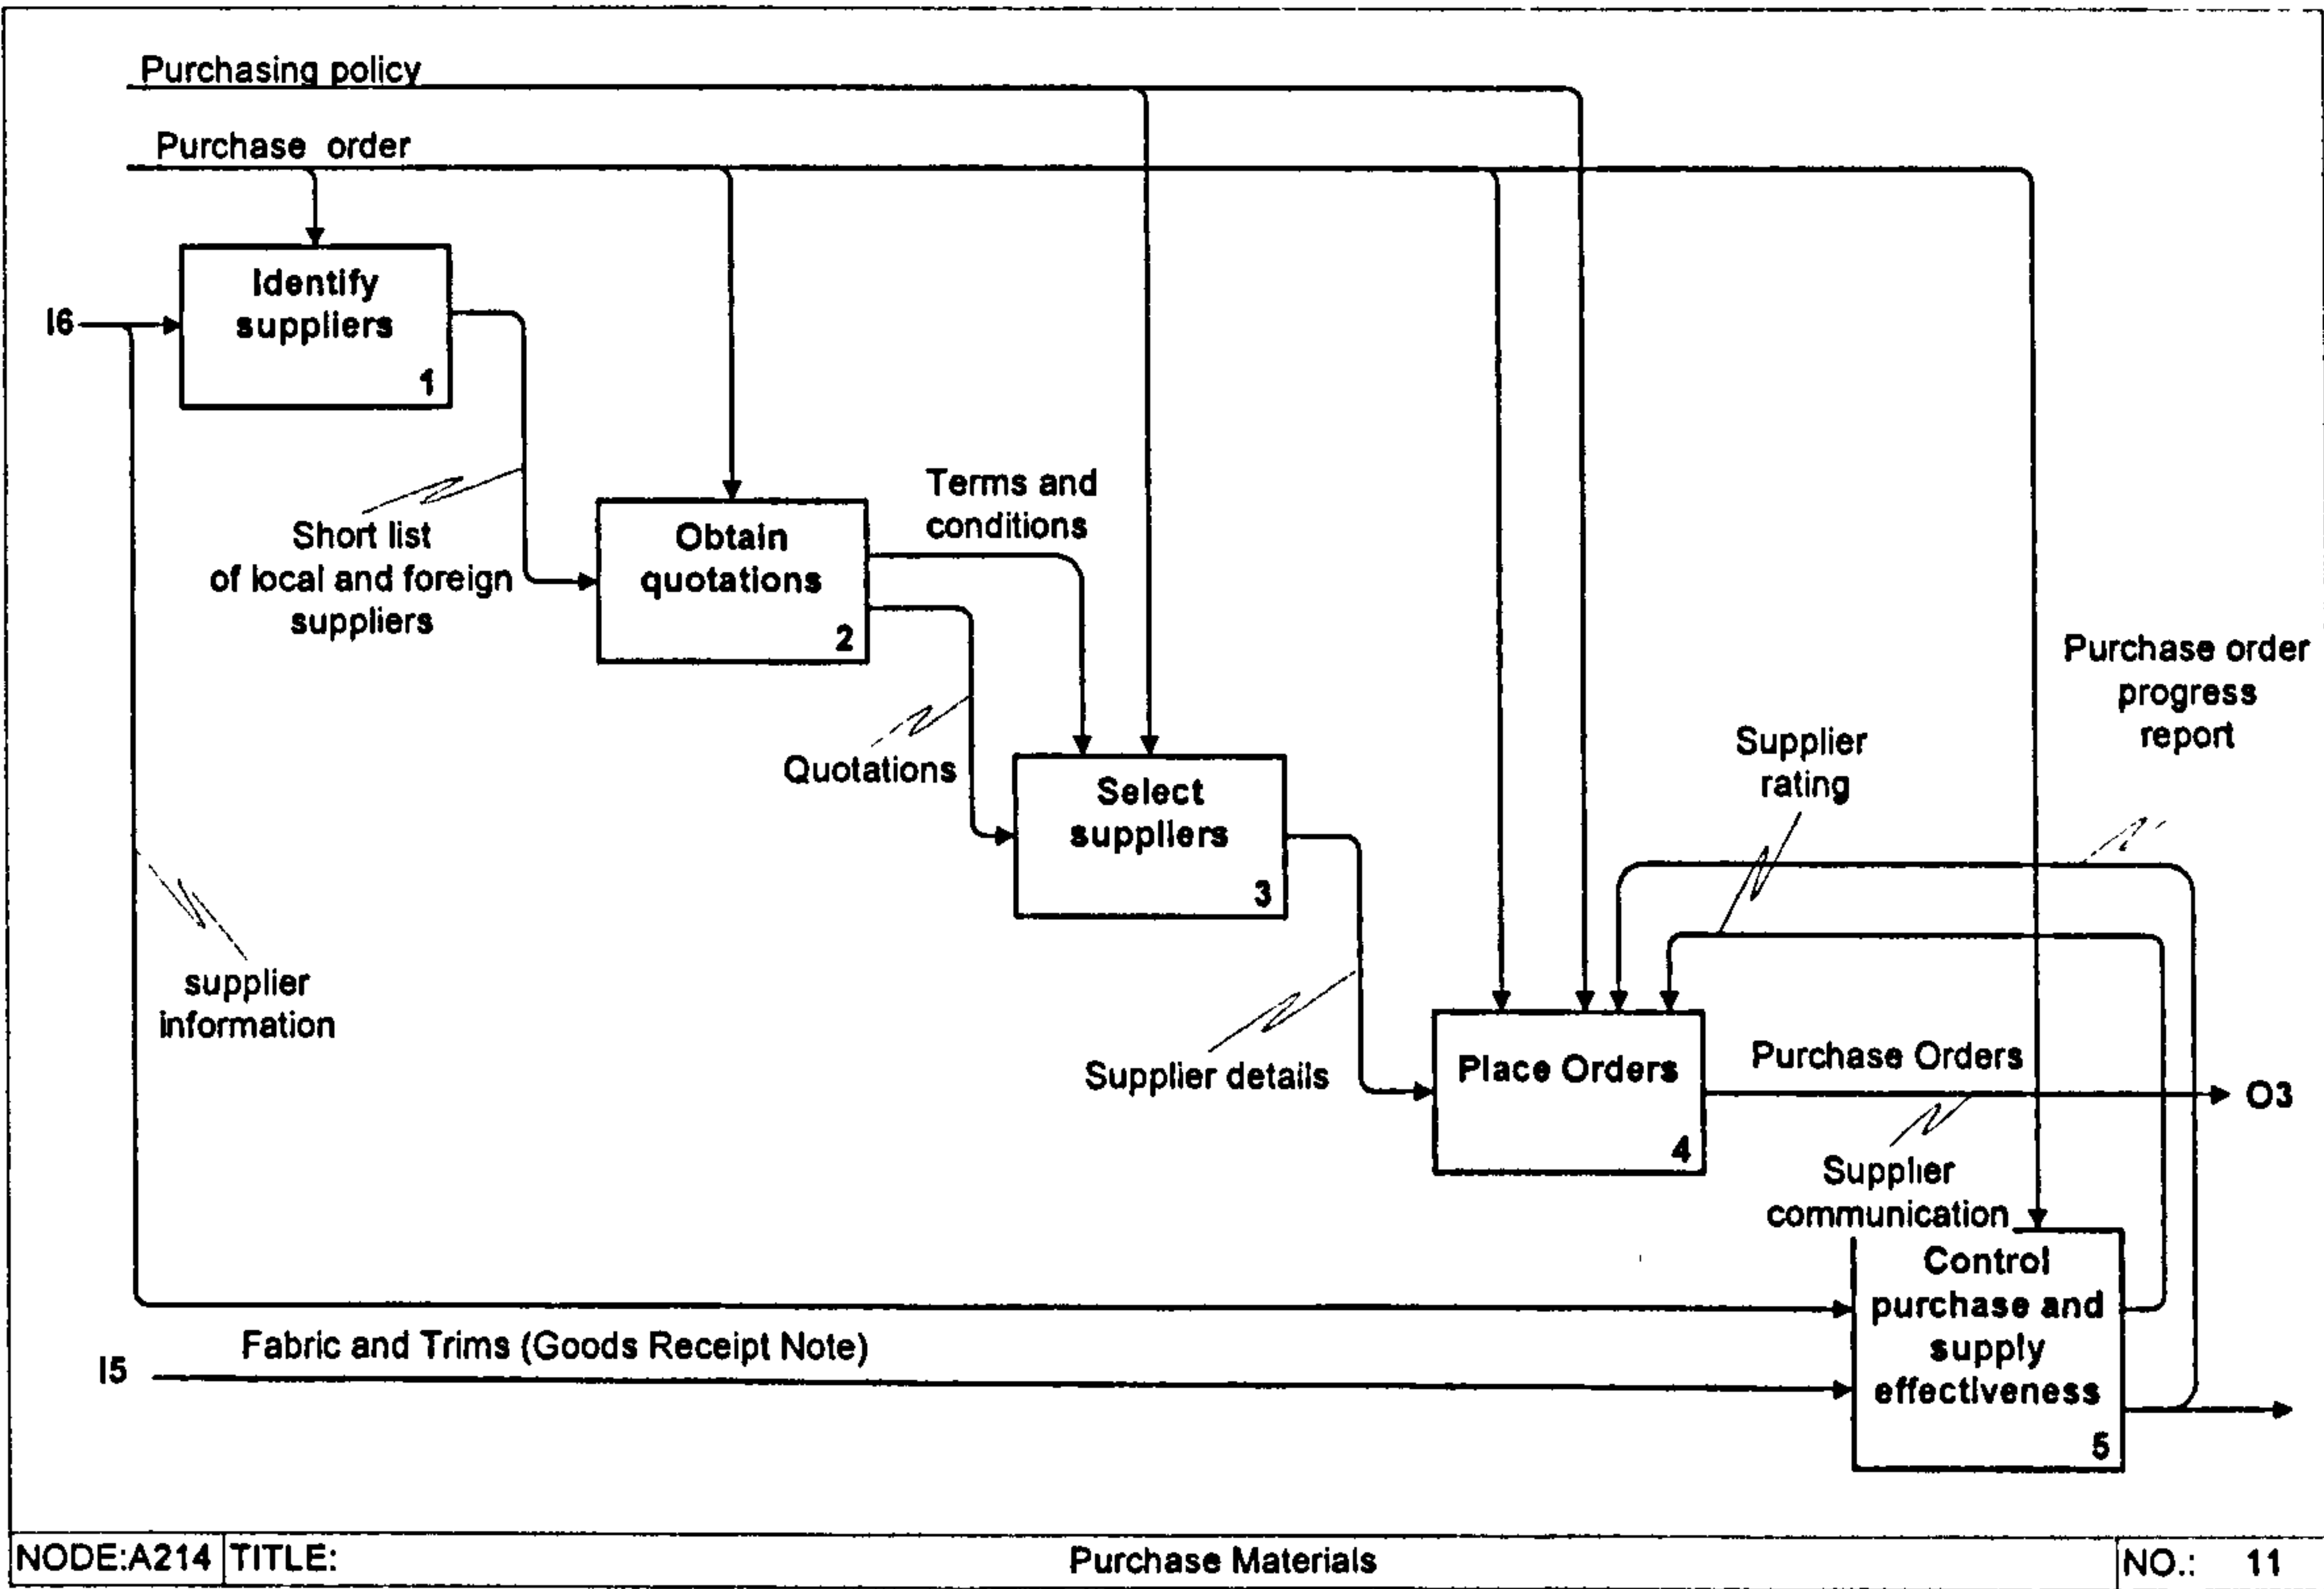 Purchasing policy
Purchase order
Identify
suppliers
1
I6
Short list
of local and foreign
suppliers
Obtain
quotations
2
Terms and
conditions
Quotations
Select
suppliers
3
Purchase order
progress
report
Supplier
rating
supplier
information
Supplier details
Place Orders
4
Purchase Orders
O3
Supplier
communication
Control
purchase and
supply
effectiveness
5
Fabric and Trims (Goods Receipt Note)
I5
NODE:A214 TITLE: Purchase Materials NO.: 11